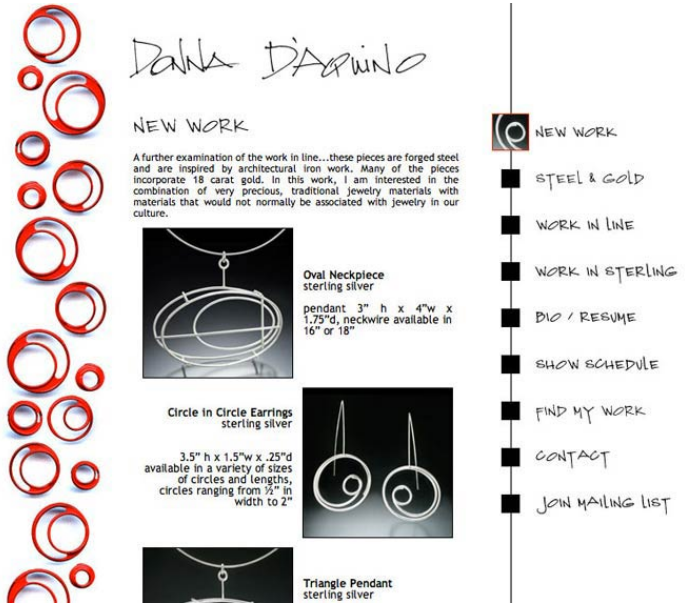 Donna D'Aquino
NEW WORK
A further examination of the work in line...these pieces are forged steel
and are inspired by architectural iron work. Many of the pieces
incorporate 18 carat gold. In this work, I am interested in the
combination of very precious, traditional jewelry materials with
materials that would not normally be associated with jewelry in our
culture.
Oval Neckpiece
sterling silver
pendant 3" h x 4"w x
1.75"d, neckwire available in
16" or 18"
Circle in Circle Earrings
sterling silver
3.5" h x 1.5"w x .25"d
available in a variety of sizes
of circles and lengths,
circles ranging from ½" in
width to 2"
Triangle Pendant
sterling silver
NEW WORK
STEEL & GOLD
WORK IN LINE
WORK IN STERLING
BIO / RESUME
SHOW SCHEDULE
FIND MY WORK
CONTACT
JOIN MAILING LIST